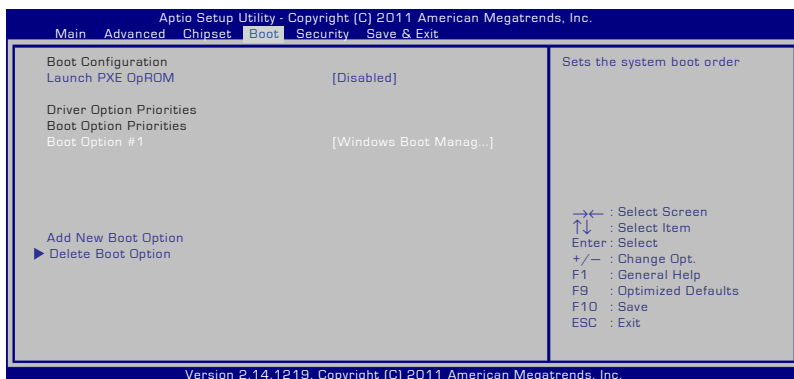 Aptio Setup Utility - Copyright (C) 2011 American Megatrends, Inc.
Main Advanced Chipset Boot Security Save & Exit
Boot Configuration
Launch PXE OpROM [Disabled]
Driver Option Priorities
Boot Option Priorities
Boot Option #1 [Windows Boot Manag...]
Add New Boot Option
▶ Delete Boot Option
Sets the system boot order
→← : Select Screen
↑↓ : Select Item
Enter : Select
+/− : Change Opt.
F1 : General Help
F9 : Optimized Defaults
F10 : Save
ESC : Exit
Version 2.14.1219. Copyright (C) 2011 American Megatrends, Inc.